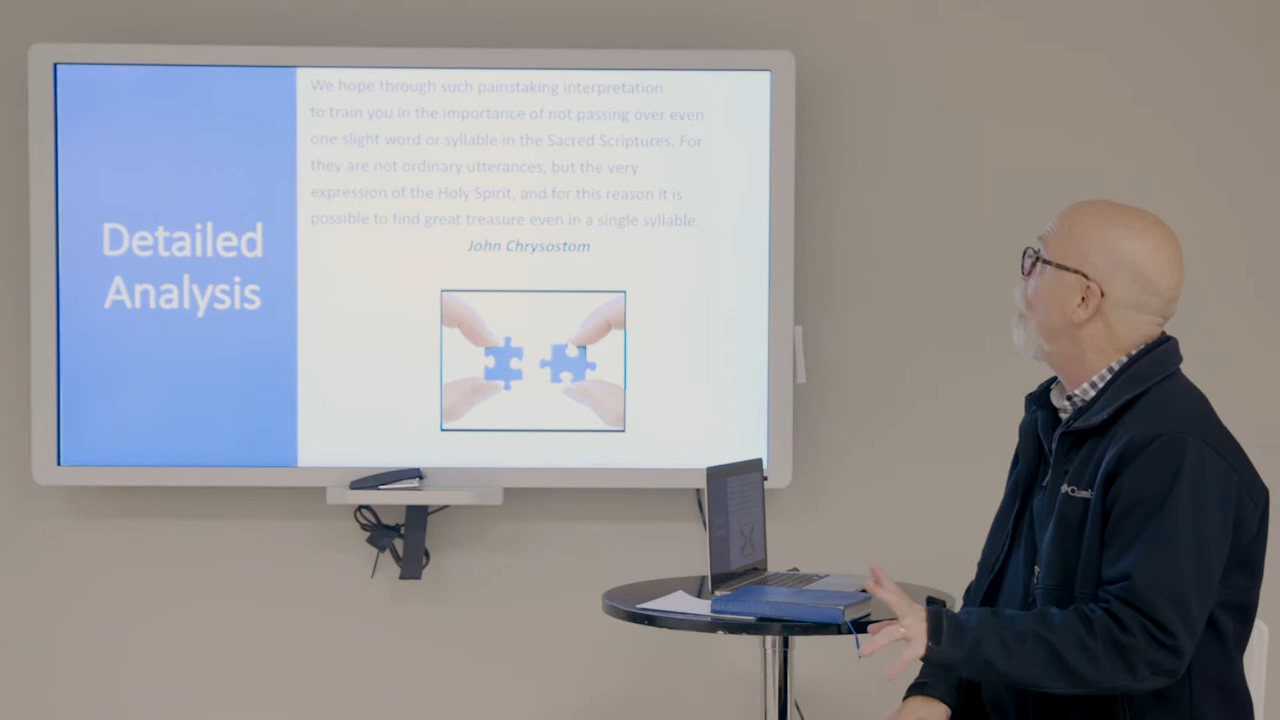 Detailed
Analysis
We hope through such painstaking interpretation
to train you in the importance of not passing over even
one slight word or syllable in the Sacred Scriptures. For
they are not ordinary utterances, but the very
expression of the Holy Spirit, and for this reason it is
possible to find great treasure even in a single syllable.
John Chrysostom